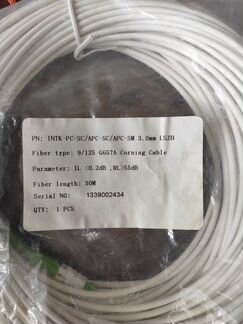 PN: INTK-PC-SC/APC-SC/APC-SM 3.0mm LSZH
Fiber type: 9/125 G657A Corning Cable
Parameter: IL <0.2dB ,RL>55dB
Fiber length: 30M
Serial NO: 1339002434
QTY: 1 PCS